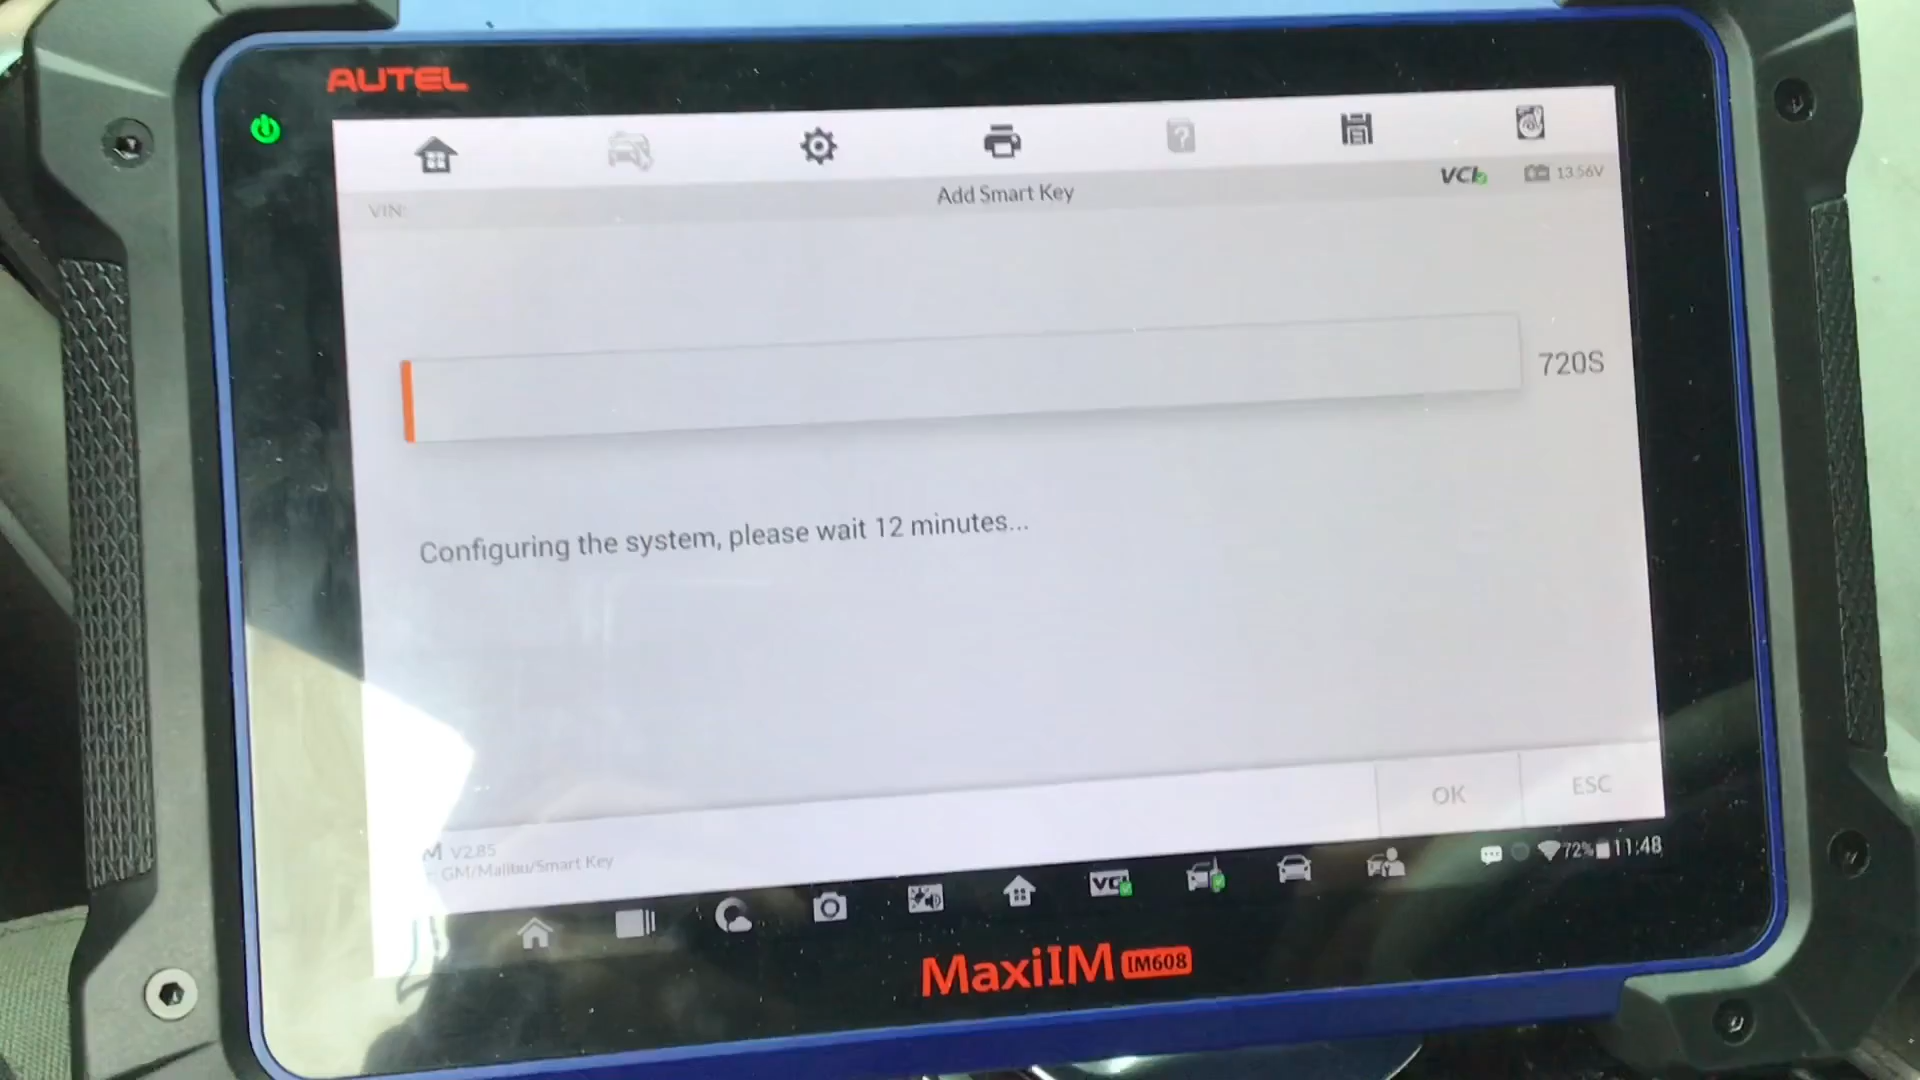 AUTEL
VCI 13.56V
Add Smart Key
VIN:
720S
Configuring the system, please wait 12 minutes...
OK ESC
M V2.85
GM/Malibu/Smart Key
VCI 72% 11:48
MaxiIM IM608